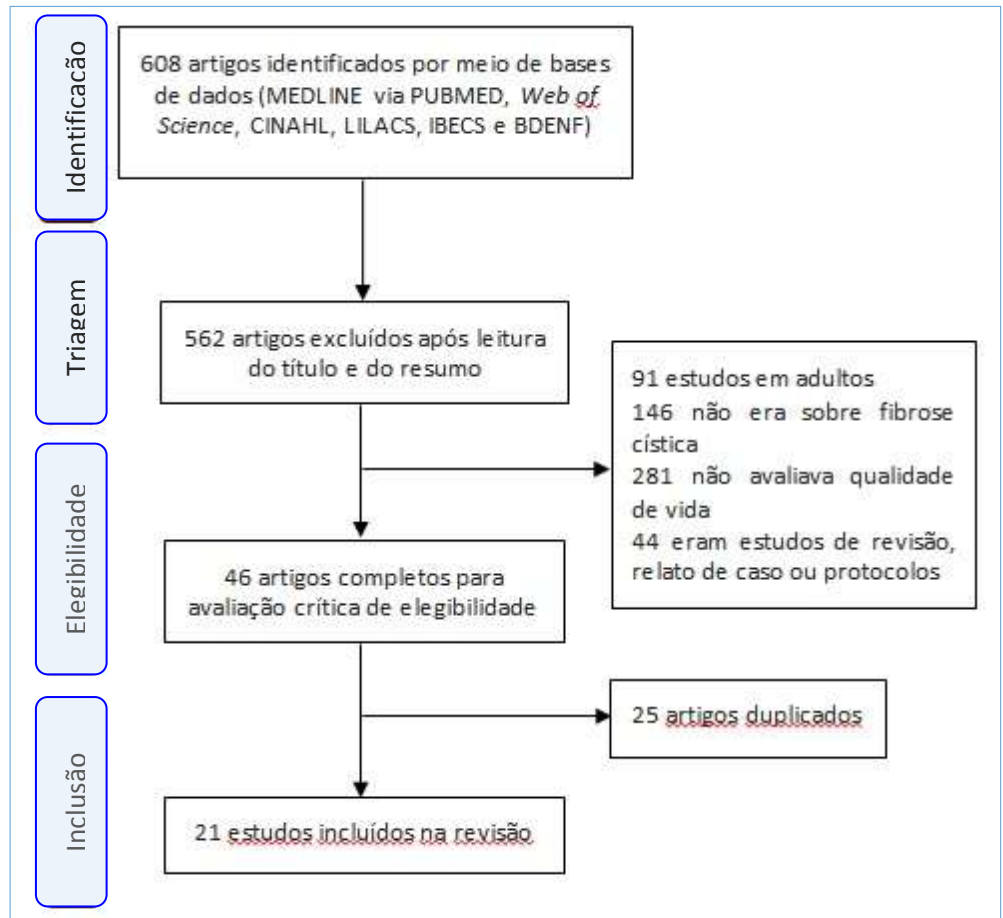 Identificação
608 artigos identificados por meio de bases
de dados (MEDLINE via PUBMED, Web of
Science, CINAHL, LILACS, IBECS e BDENF)
Triagem
562 artigos excluídos após leitura
do título e do resumo
91 estudos em adultos
146 não era sobre fibrose
cística
281 não avaliava qualidade
de vida
44 eram estudos de revisão,
relato de caso ou protocolos
Elegibilidade
46 artigos completos para
avaliação crítica de elegibilidade
25 artigos duplicados
Inclusão
21 estudos incluídos na revisão